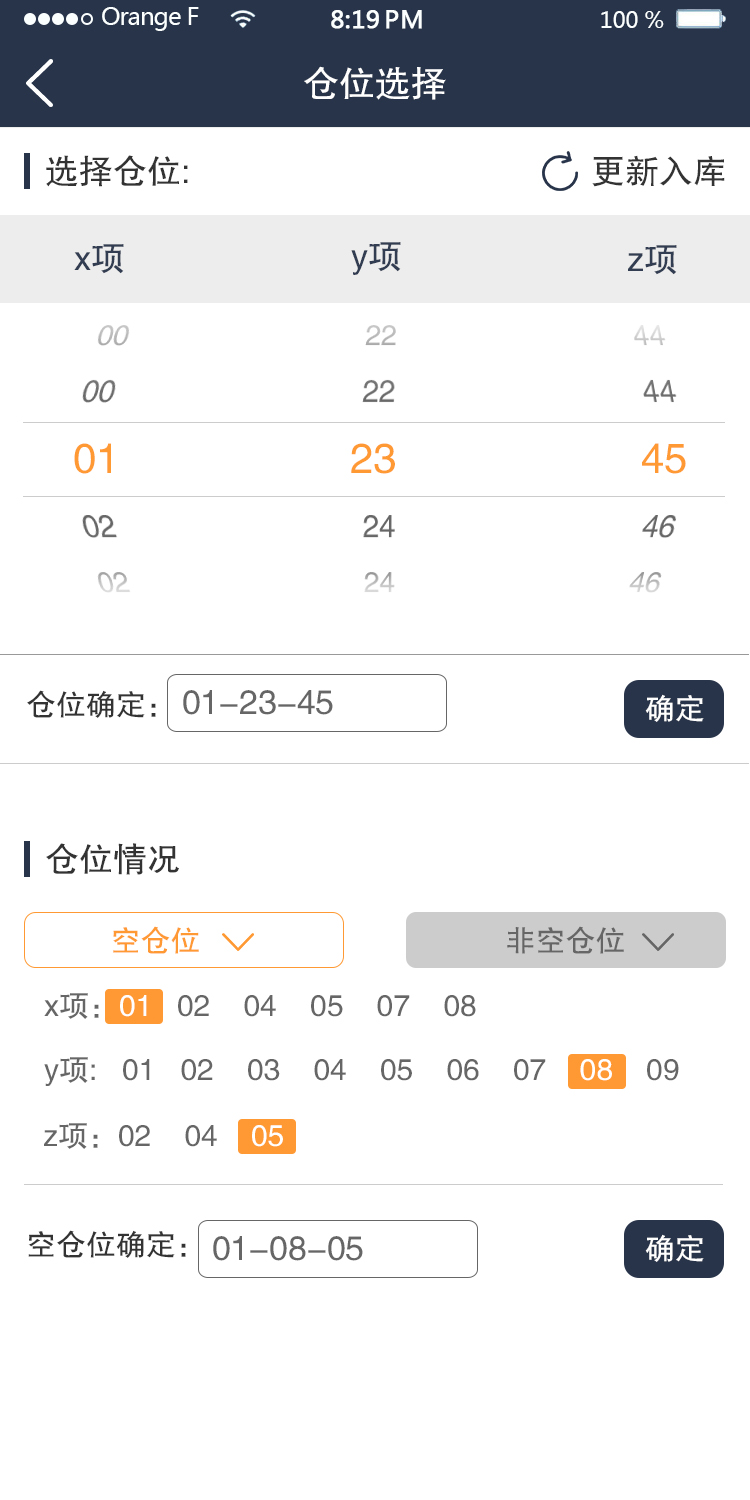 Orange F 8:19 PM 100 %
仓位选择
选择仓位: 更新入库
x项 y项 z项
00 22 44
00 22 44
01 23 45
02 24 46
02 24 46
仓位确定: 01-23-45 确定
仓位情况
空仓位 非空仓位
x项: 01 02 04 05 07 08
y项: 01 02 03 04 05 06 07 08 09
z项: 02 04 05
空仓位确定: 01-08-05 确定